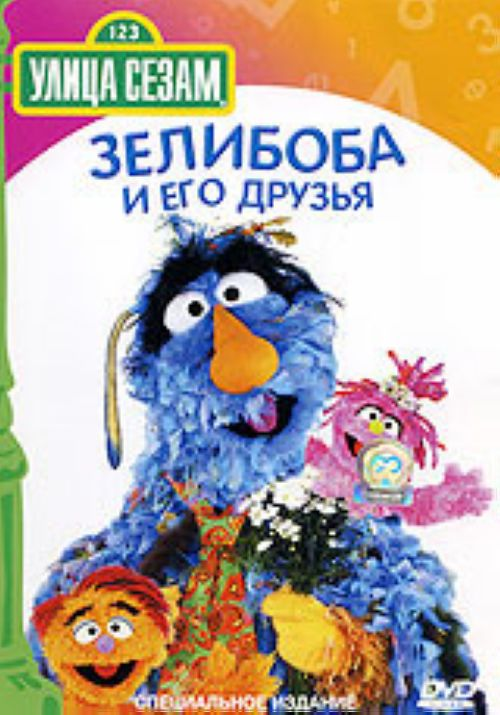 123
УЛИЦА СЕЗАМ
ЗЕЛИБОБА
И ЕГО ДРУЗЬЯ
СПЕЦИАЛЬНОЕ ИЗДАНИЕ
DVD